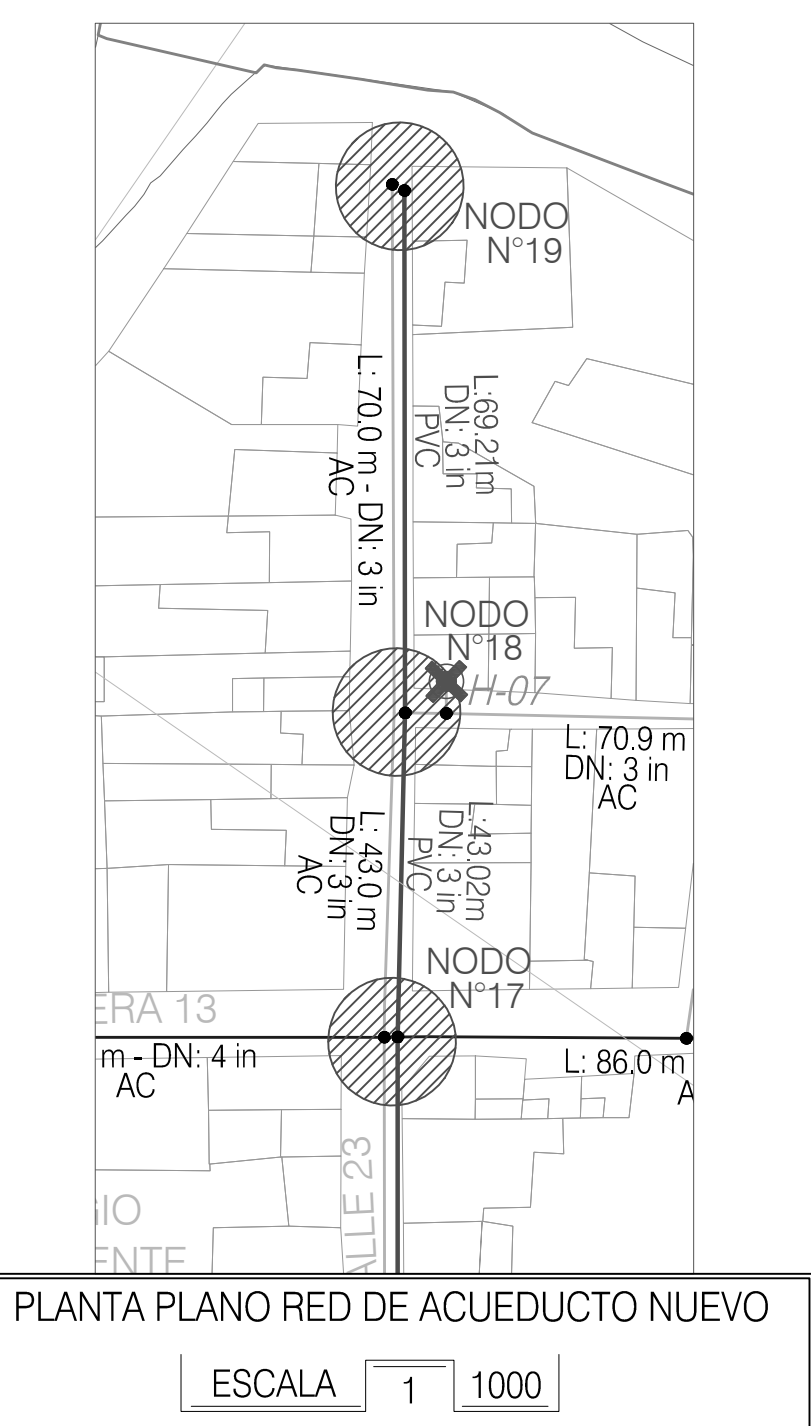 NODO
N°19
L: 70.0 m - DN: 3 in
AC
L:69.21m
DN: 3 in
PVC
NODO
N°18
H-07
L: 70.9 m
DN: 3 in
AC
L: 43.0 m
DN: 3 in
AC
L:43.02m
DN: 3 in
PVC
NODO
N°17
ERA 13
m - DN: 4 in
AC
L: 86.0 m
A
ALLE 23
GIO
ENTE
PLANTA PLANO RED DE ACUEDUCTO NUEVO
ESCALA 1 1000